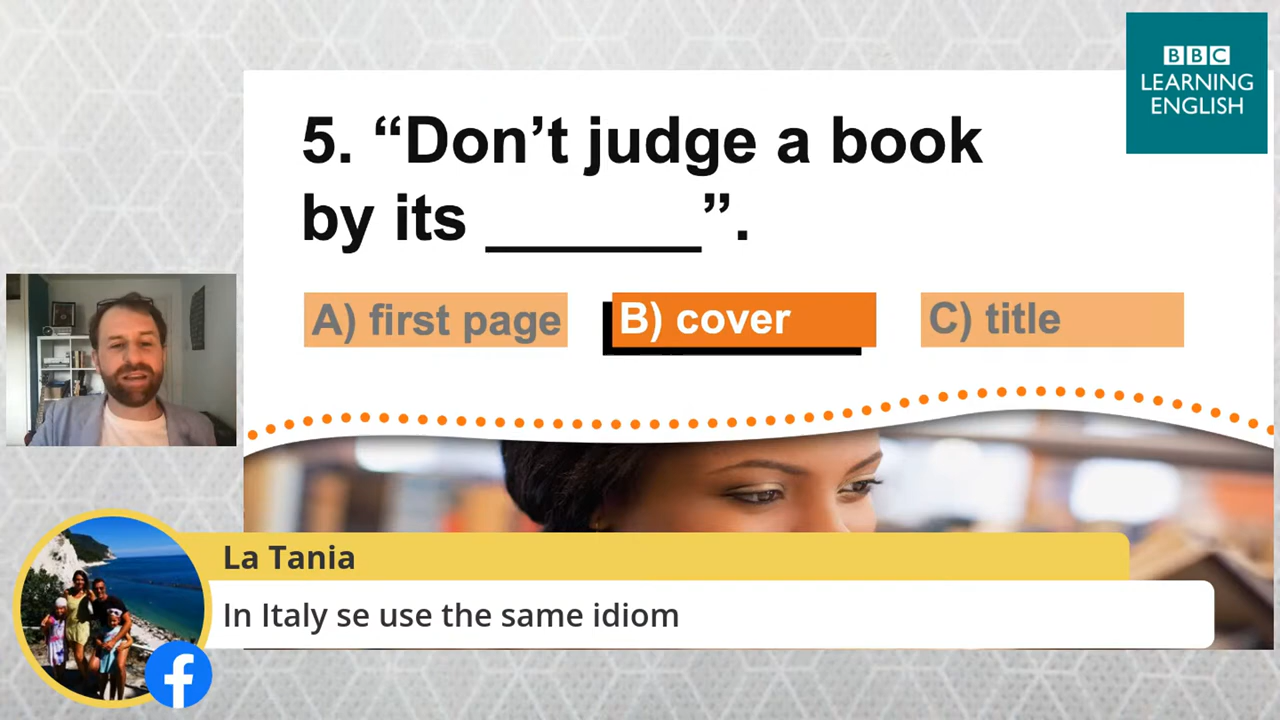 BBC
LEARNING
ENGLISH
5. “Don’t judge a book
by its ______”.
A) first page
B) cover
C) title
La Tania
In Italy se use the same idiom
f